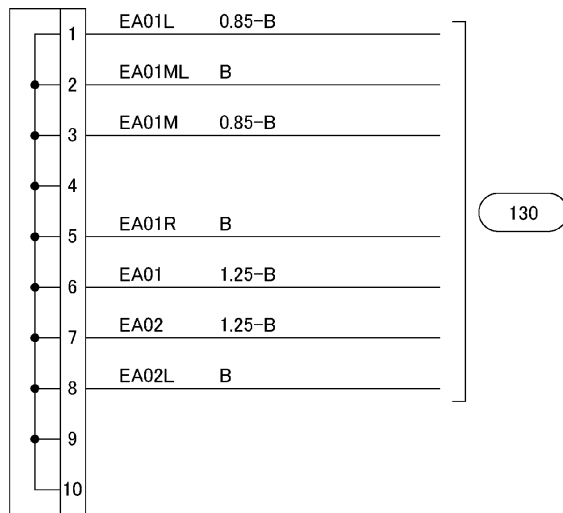 1 EA01L 0.85-B
2 EA01ML B
3 EA01M 0.85-B
4
130
5 EA01R B
6 EA01 1.25-B
7 EA02 1.25-B
8 EA02L B
9
10